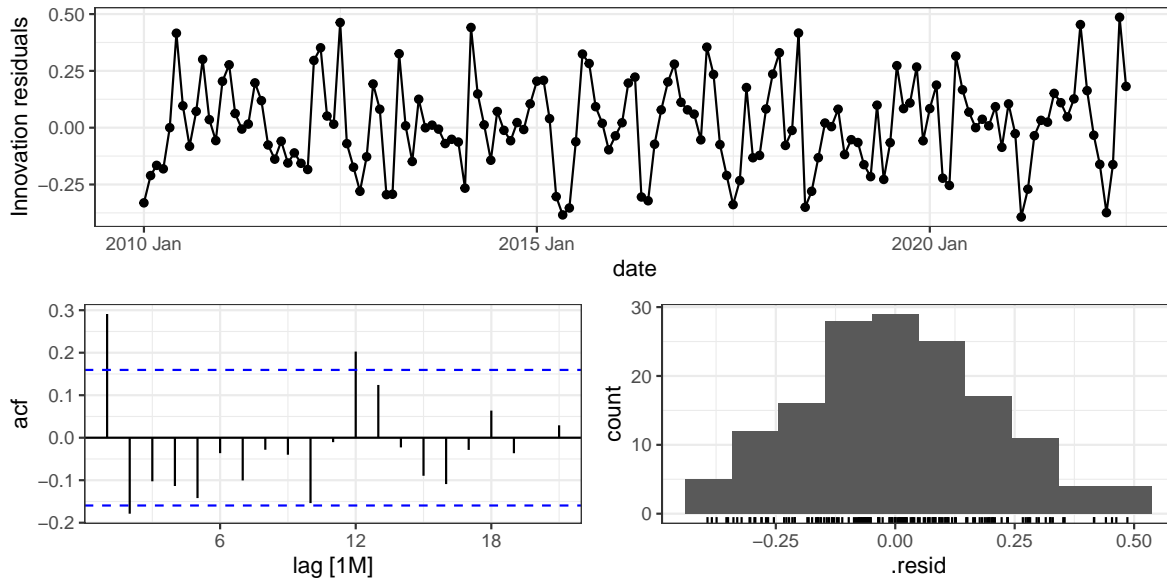 Innovation residuals
0.50
0.25
0.00
−0.25
2010 Jan
2015 Jan
2020 Jan
date
acf
0.3
0.2
0.1
0.0
−0.1
−0.2
6
12
18
lag [1M]
count
30
20
10
0
−0.25
0.00
0.25
0.50
.resid